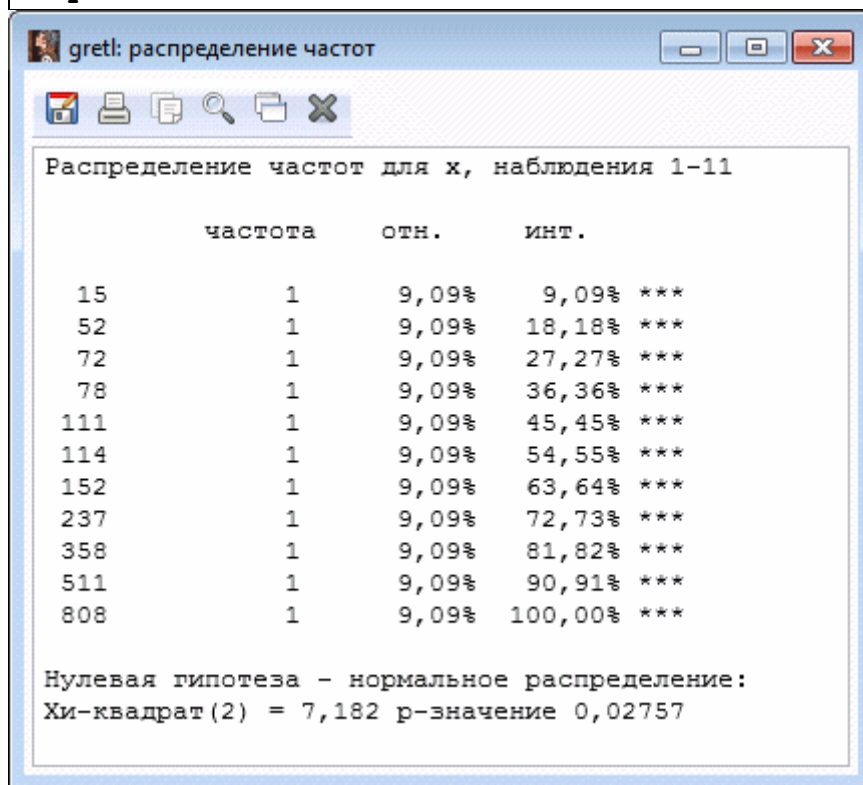 gretl: распределение частот
Распределение частот для x, наблюдения 1-11
частота отн. инт.
15 1 9,09% 9,09% ***
52 1 9,09% 18,18% ***
72 1 9,09% 27,27% ***
78 1 9,09% 36,36% ***
111 1 9,09% 45,45% ***
114 1 9,09% 54,55% ***
152 1 9,09% 63,64% ***
237 1 9,09% 72,73% ***
358 1 9,09% 81,82% ***
511 1 9,09% 90,91% ***
808 1 9,09% 100,00% ***
Нулевая гипотеза - нормальное распределение:
Хи-квадрат(2) = 7,182 p-значение 0,02757